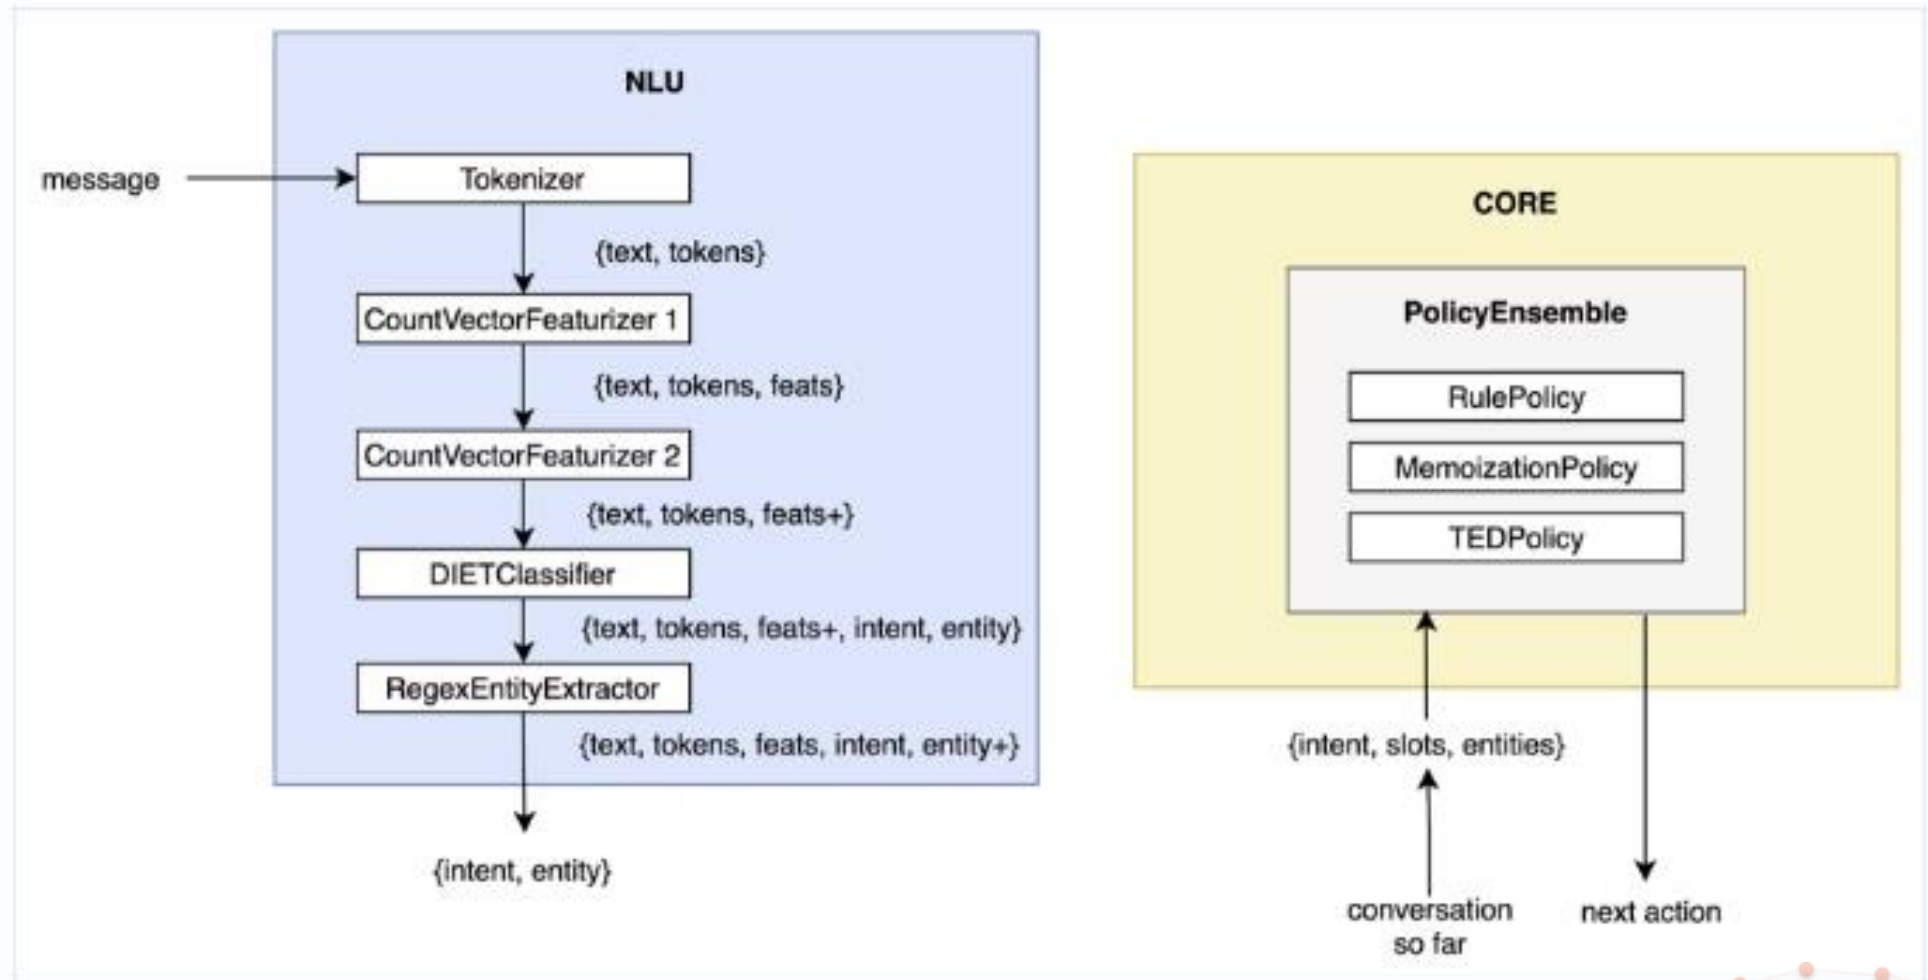 NLU
message
Tokenizer
{text, tokens}
CountVectorFeaturizer 1
{text, tokens, feats}
CountVectorFeaturizer 2
{text, tokens, feats+}
DIETClassifier
{text, tokens, feats+, intent, entity}
RegexEntityExtractor
{text, tokens, feats, intent, entity+}
{intent, entity}
CORE
PolicyEnsemble
RulePolicy
MemoizationPolicy
TEDPolicy
{intent, slots, entities}
conversation
so far
next action